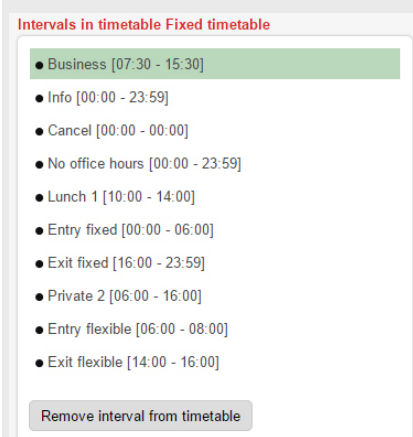 Intervals in timetable Fixed timetable
● Business [07:30 - 15:30]
● Info [00:00 - 23:59]
● Cancel [00:00 - 00:00]
● No office hours [00:00 - 23:59]
● Lunch 1 [10:00 - 14:00]
● Entry fixed [00:00 - 06:00]
● Exit fixed [16:00 - 23:59]
● Private 2 [06:00 - 16:00]
● Entry flexible [06:00 - 08:00]
● Exit flexible [14:00 - 16:00]
Remove interval from timetable